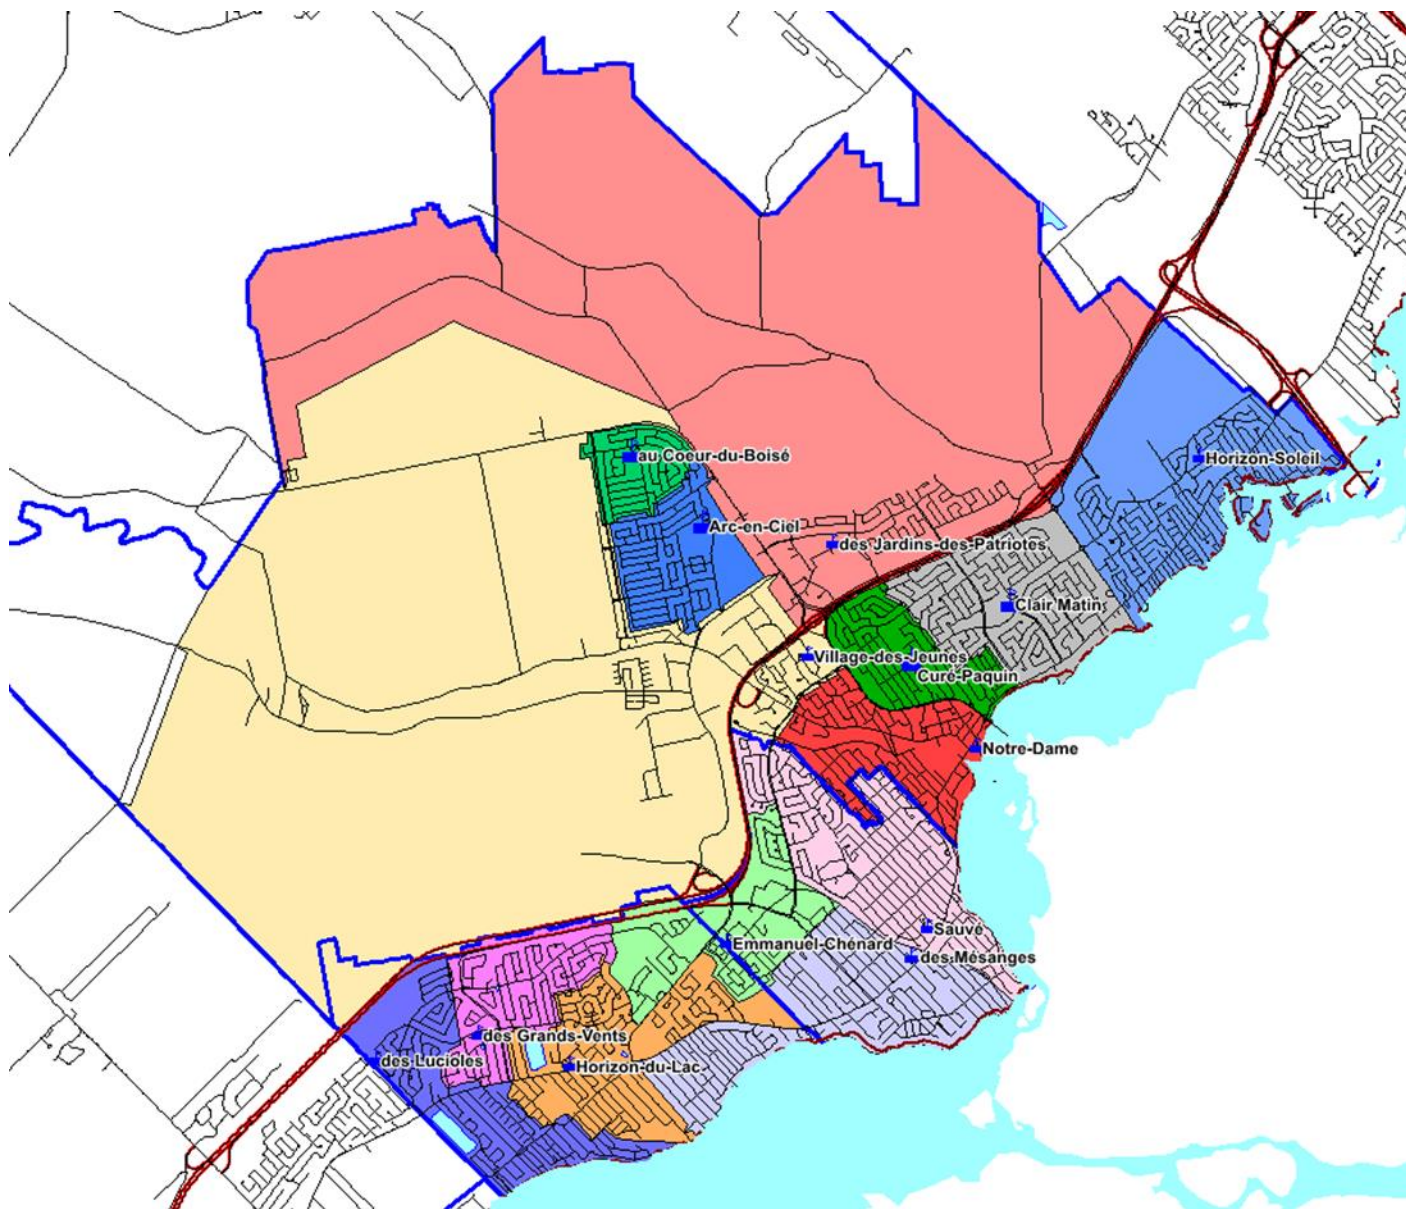 au Coeur-du-Boisé
Horizon-Soleil
Arc-en-Ciel
des Jardins-des-Patriotes
Clair Matin
Village-des-Jeunes
Curé-Paquin
Notre-Dame
Sauvé
Emmanuel-Chénard
des Mésanges
des Grands-Vents
des Lucioles
Horizon-du-Lac